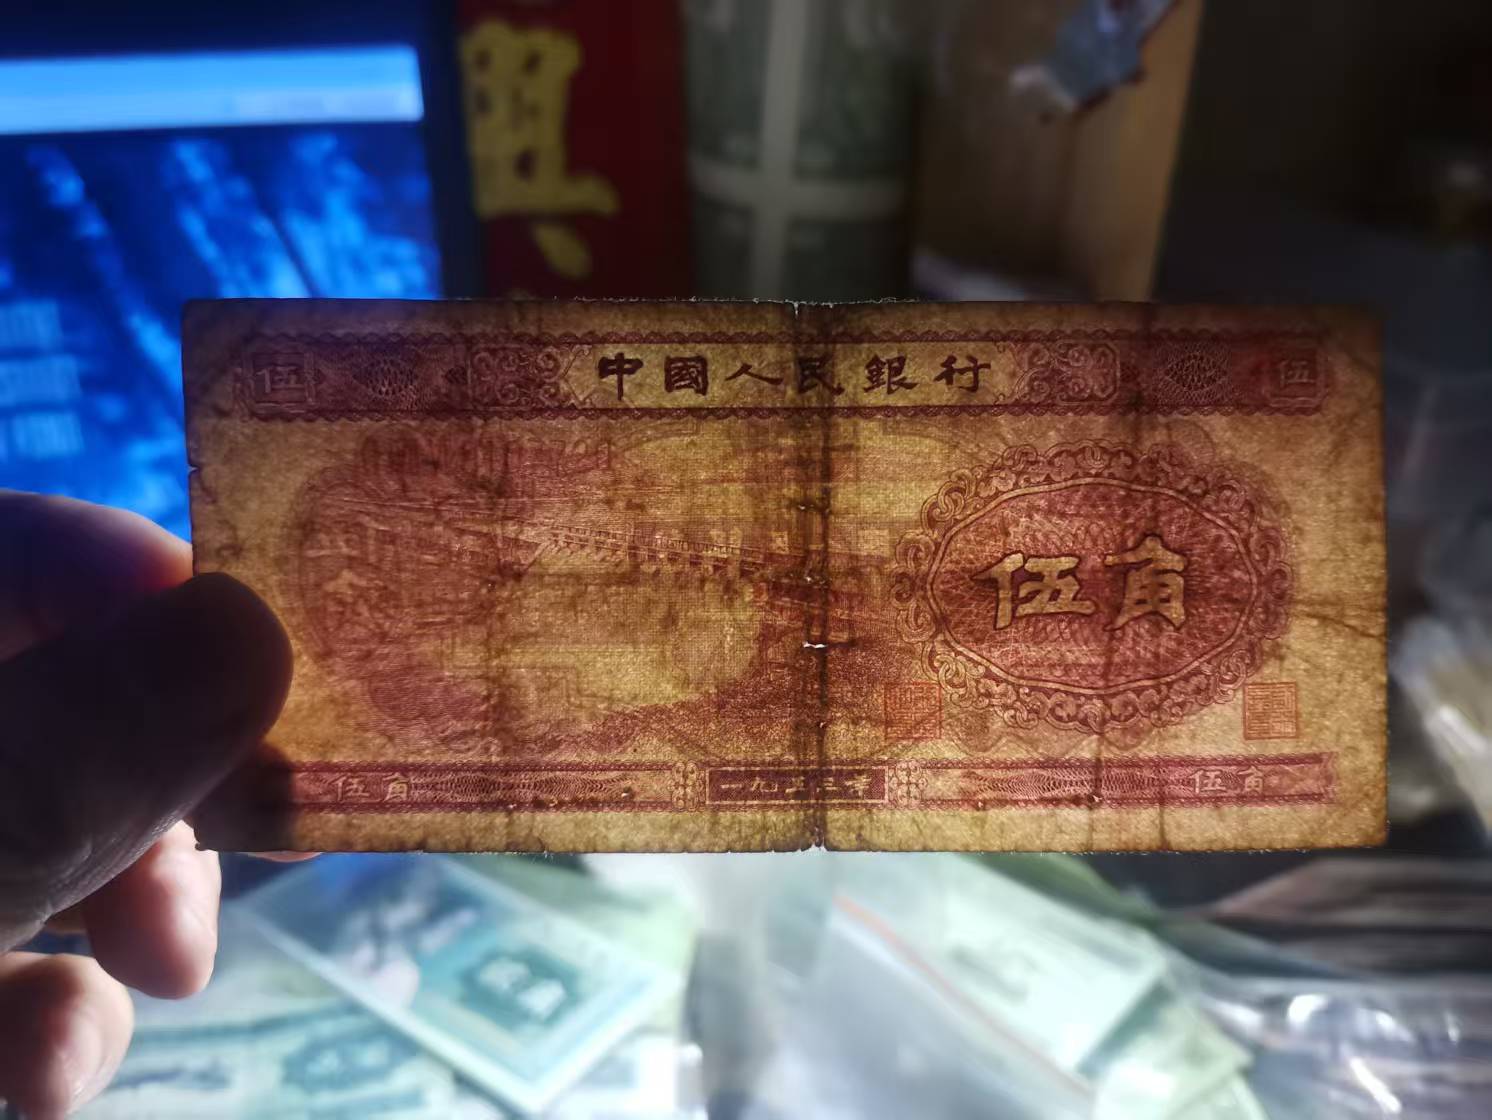 伍 中國人民銀行 伍
伍角
伍角 一九五三年 伍角